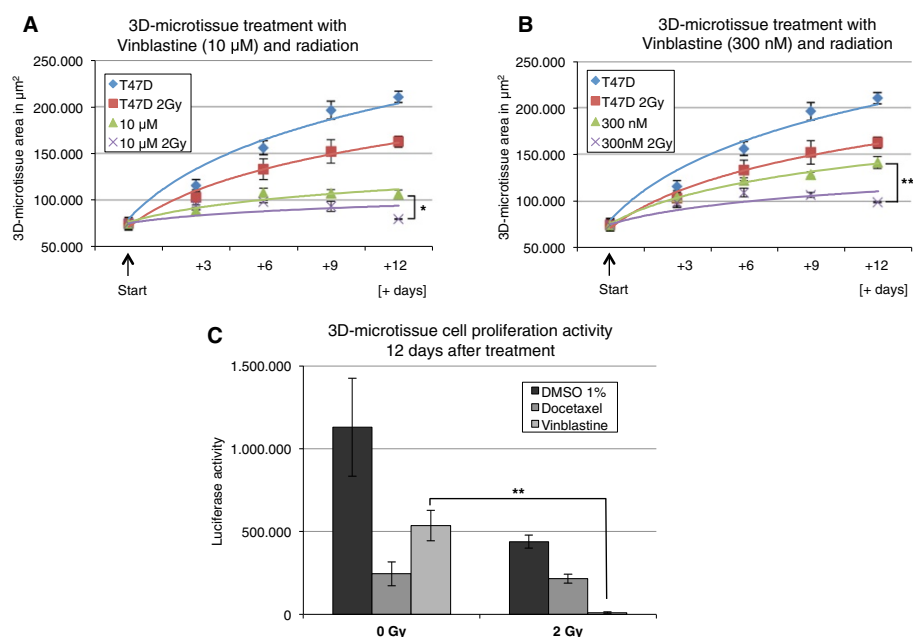 A
3D-microtissue treatment with
Vinblastine (10 µM) and radiation
3D-microtissue area in µm²
250.000
200.000
150.000
100.000
50.000
T47D
T47D 2Gy
10 µM
10 µM 2Gy
*
+3
+6
+9
+12
Start
[+ days]
B
3D-microtissue treatment with
Vinblastine (300 nM) and radiation
3D-microtissue area in µm²
250.000
200.000
150.000
100.000
50.000
T47D
T47D 2Gy
300 nM
300nM 2Gy
**
+3
+6
+9
+12
Start
[+ days]
C
3D-microtissue cell proliferation activity
12 days after treatment
Luciferase activity
1.500.000
1.000.000
500.000
0
DMSO 1%
Docetaxel
Vinblastine
**
0 Gy
2 Gy